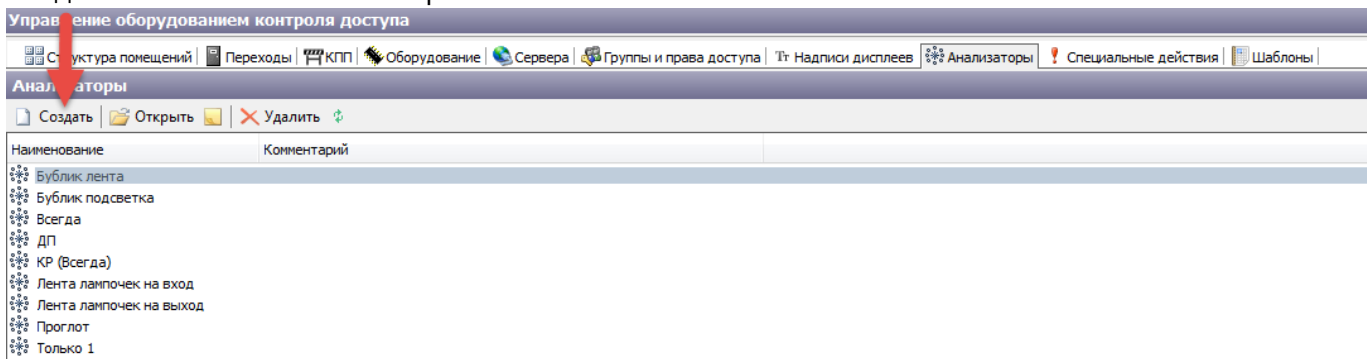 Управление оборудованием контроля доступа
Структура помещений Переходы КПП Оборудование Сервера Группы и права доступа Tr Надписи дисплеев Анализаторы Специальные действия Шаблоны
Анализаторы
Создать Открыть Удалить
Наименование Комментарий
Бублик лента
Бублик подсветка
Всегда
ДП
КР (Всегда)
Лента лампочек на вход
Лента лампочек на выход
Проглот
Только 1